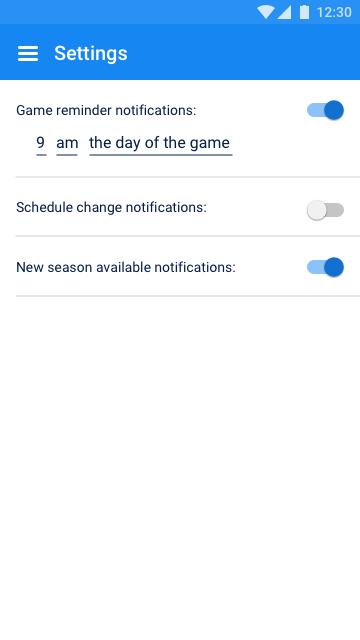 12:30
Settings
Game reminder notifications:
9 am the day of the game
Schedule change notifications:
New season available notifications: